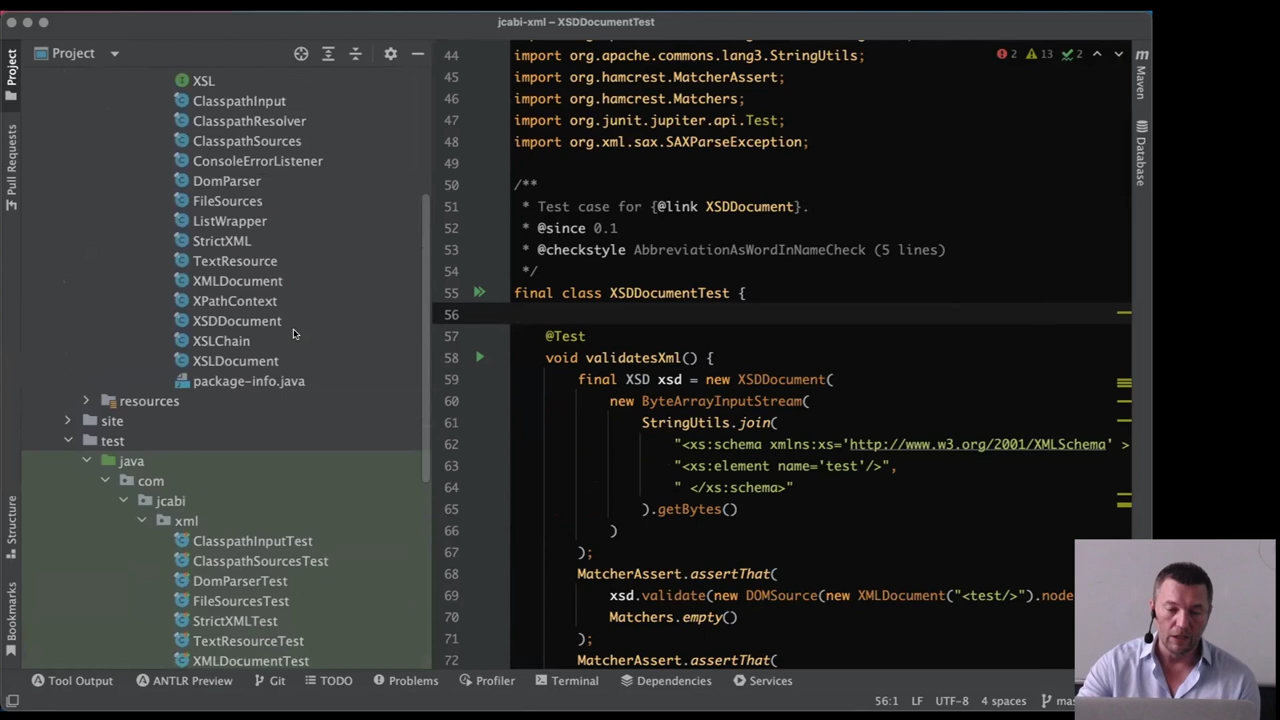 jcabi-xml – XSDDocumentTest
Project
Project
Pull Requests
Structure
Bookmarks
XSL
ClasspathInput
ClasspathResolver
ClasspathSources
ConsoleErrorListener
DomParser
FileSources
ListWrapper
StrictXML
TextResource
XMLDocument
XPathContext
XSDDocument
XSLChain
XSLDocument
package-info.java
resources
site
test
java
com
jcabi
xml
ClasspathInputTest
ClasspathSourcesTest
DomParserTest
FileSourcesTest
StrictXMLTest
TextResourceTest
XMLDocumentTest
2 13 2
44 import org.apache.commons.lang3.StringUtils;
45 import org.hamcrest.MatcherAssert;
46 import org.hamcrest.Matchers;
47 import org.junit.jupiter.api.Test;
48 import org.xml.sax.SAXParseException;
49
50 /**
51 * Test case for {@link XSDDocument}.
52 * @since 0.1
53 * @checkstyle AbbreviationAsWordInNameCheck (5 lines)
54 */
55 final class XSDDocumentTest {
56
57 @Test
58 void validatesXml() {
59 final XSD xsd = new XSDDocument(
60 new ByteArrayInputStream(
61 StringUtils.join(
62 "<xs:schema xmlns:xs='http://www.w3.org/2001/XMLSchema' >
63 "<xs:element name='test'/>",
64 " </xs:schema>"
65 ).getBytes()
66 )
67 );
68 MatcherAssert.assertThat(
69 xsd.validate(new DOMSource(new XMLDocument("<test/>").node
70 Matchers.empty()
71 );
72 MatcherAssert.assertThat(
m
Maven
Database
Tool Output ANTLR Preview Git TODO Problems Profiler Terminal Dependencies Services
56:1 LF UTF-8 4 spaces mas